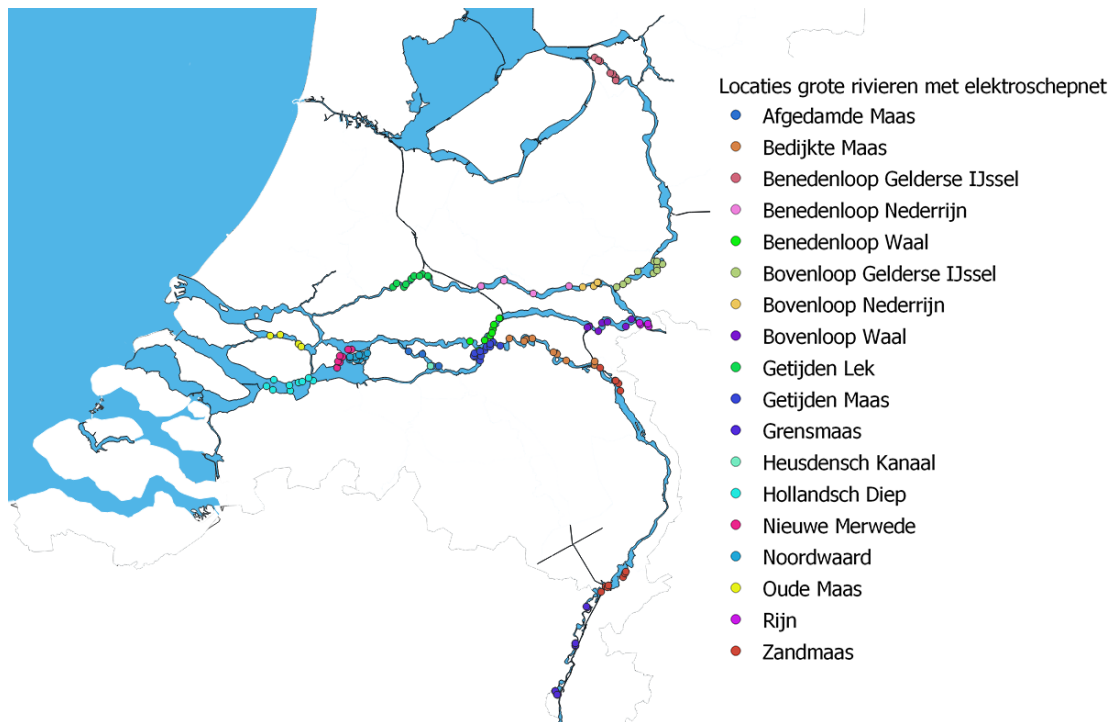 Locaties grote rivieren met elektroschepnet
Afgedamde Maas
Bedijkte Maas
Benedenloop Gelderse IJssel
Benedenloop Nederrijn
Benedenloop Waal
Bovenloop Gelderse IJssel
Bovenloop Nederrijn
Bovenloop Waal
Getijden Lek
Getijden Maas
Grensmaas
Heusdensch Kanaal
Hollandsch Diep
Nieuwe Merwede
Noordwaard
Oude Maas
Rijn
Zandmaas